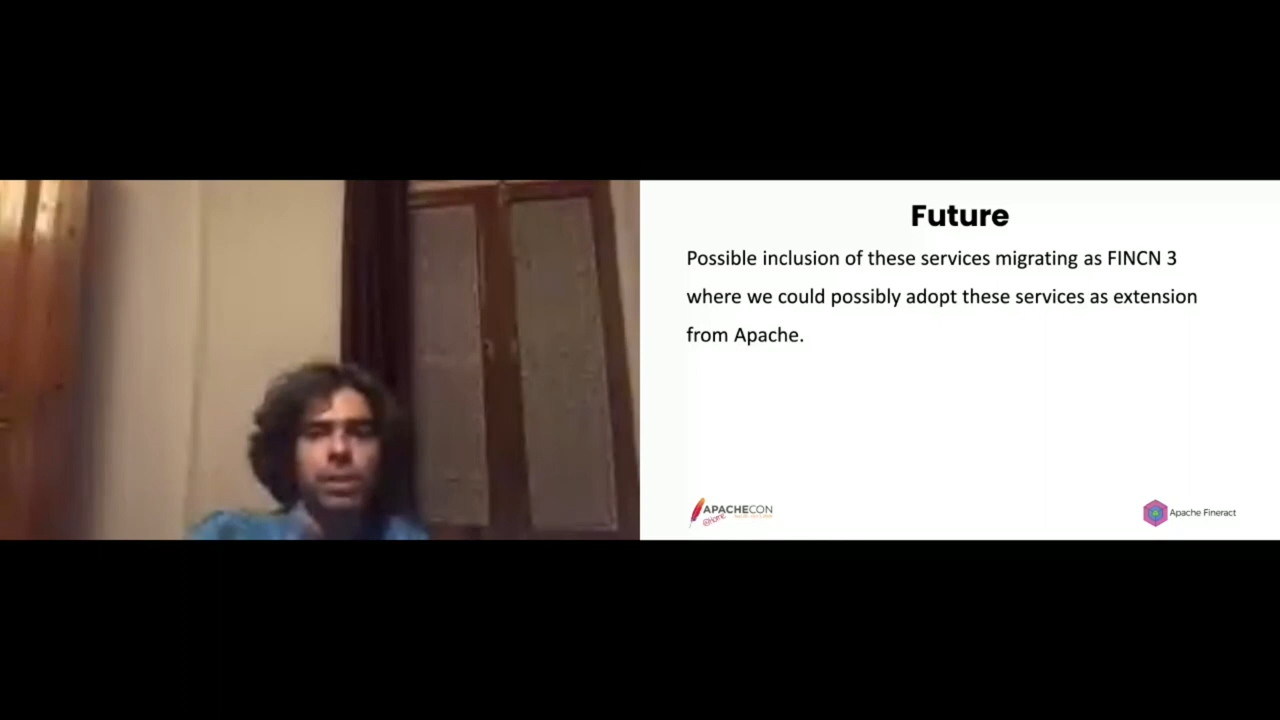 Future
Possible inclusion of these services migrating as FINCN 3
where we could possibly adopt these services as extension
from Apache.
APACHECON
@HOME
Apache Fineract